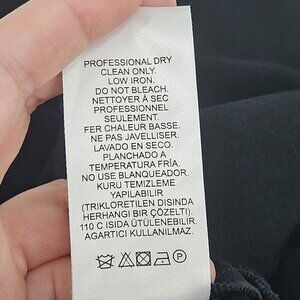 PROFESSIONAL DRY
CLEAN ONLY.
LOW IRON.
DO NOT BLEACH.
NETTOYER À SEC
PROFESSIONNEL
SEULEMENT.
FER CHALEUR BASSE.
NE PAS JAVELLISER.
LAVADO EN SECO.
PLANCHADO A
TEMPERATURA FRÍA.
NO USE BLANQUEADOR.
KURU TEMIZLEME
YAPILABILIR
(TRIKLORETILEN DISINDA
HERHANGI BIR ÇÖZELTI).
110 C ISIDA ÜTÜLENEBILIR.
AGARTICI KULLANILMAZ.
P